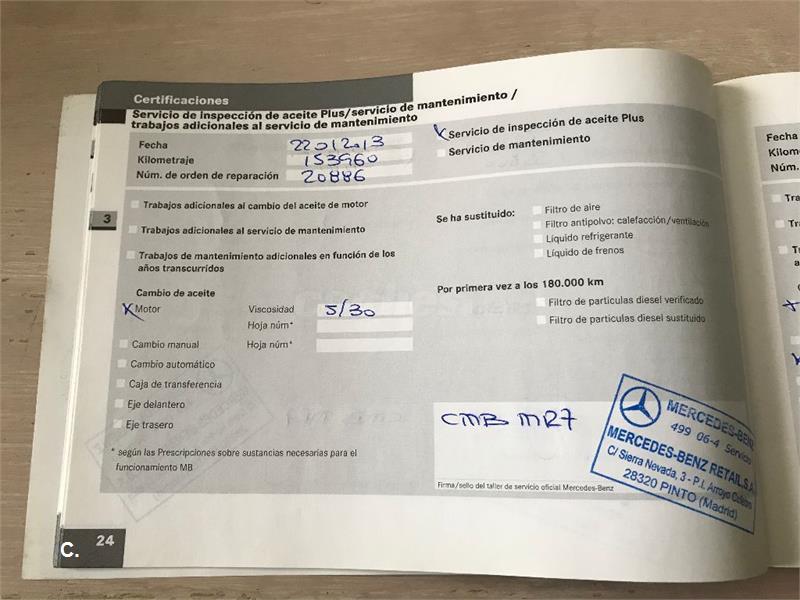 Certificaciones
Servicio de inspección de aceite Plus/servicio de mantenimiento /
trabajos adicionales al servicio de mantenimiento
Fecha 22012013
Kilometraje 153960
Núm. de orden de reparación 20886
X Servicio de inspección de aceite Plus
Servicio de mantenimiento
3
Trabajos adicionales al cambio del aceite de motor
Trabajos adicionales al servicio de mantenimiento
Trabajos de mantenimiento adicionales en función de los
años transcurridos
Se ha sustituido:
Filtro de aire
Filtro antipolvo: calefacción/ventilación
Líquido refrigerante
Líquido de frenos
Cambio de aceite
X Motor Viscosidad 5/30
Hoja núm*
Cambio manual Hoja núm*
Cambio automático
Caja de transferencia
Eje delantero
Eje trasero
* según las Prescripciones sobre sustancias necesarias para el
funcionamiento MB
Por primera vez a los 180.000 km
Filtro de particulas diesel verificado
Filtro de particulas diesel sustituido
CMB MR7
MERCEDES-BENZ
499 06-4 Servicio
MERCEDES-BENZ RETAIL, S.A.
C/ Sierra Nevada, 3 - P.I. Arroyo Culebro
28320 PINTO (Madrid)
Firma/sello del taller de servicio oficial Mercedes-Benz
C. 24
Fecha
Kilom
Núm.